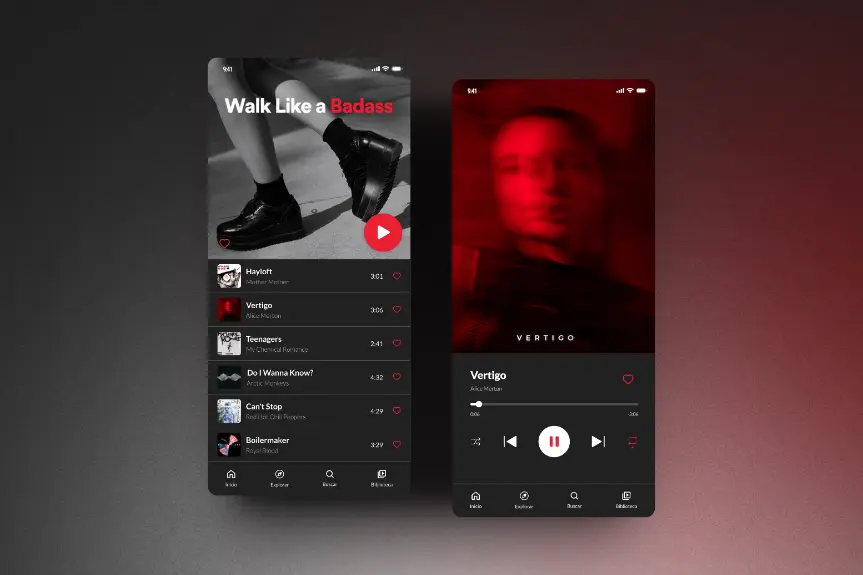 9:41
Walk Like a Badass
Hayloft
Mother Mother
3:01
Vertigo
Alice Merton
3:06
Teenagers
My Chemical Romance
2:41
Do I Wanna Know?
Arctic Monkeys
4:32
Can't Stop
Red Hot Chili Peppers
4:29
Boilermaker
Royal Blood
3:29
Inicio
Explorar
Buscar
Biblioteca
9:41
VERTIGO
Vertigo
Alice Merton
0:06
-3:06
Inicio
Explorar
Buscar
Biblioteca